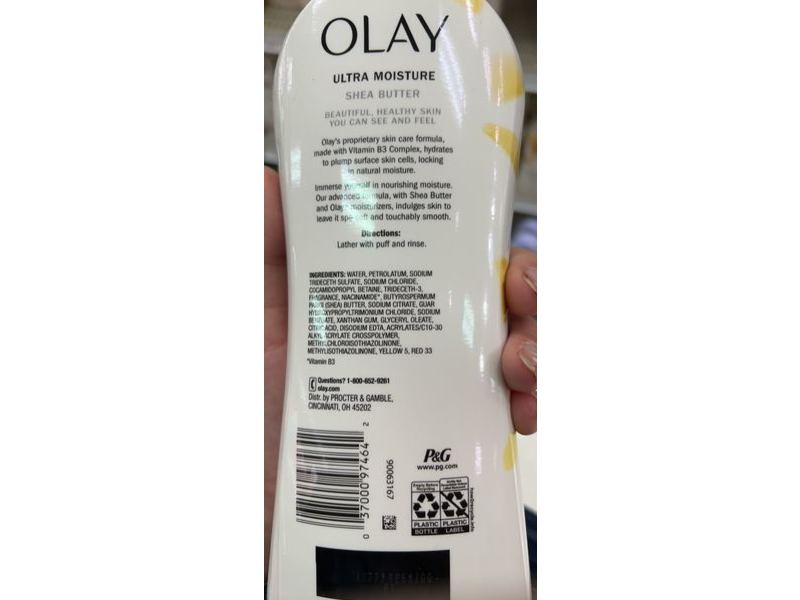 OLAY
ULTRA MOISTURE
SHEA BUTTER
BEAUTIFUL, HEALTHY SKIN
YOU CAN SEE AND FEEL
Olay's proprietary skin care formula,
made with Vitamin B3 Complex, hydrates
to plump surface skin cells, locking
in natural moisture.
Immerse yourself in nourishing moisture.
Our advanced formula, with Shea Butter
and Olay moisturizers, indulges skin to
leave it spa-soft and touchably smooth.
Directions:
Lather with puff and rinse.
INGREDIENTS: WATER, PETROLATUM, SODIUM
TRIDECETH SULFATE, SODIUM CHLORIDE,
COCAMIDOPROPYL BETAINE, TRIDECETH-3,
FRAGRANCE, NIACINAMIDE*, BUTYROSPERMUM
PARKII (SHEA) BUTTER, SODIUM CITRATE, GUAR
HYDROXYPROPYLTRIMONIUM CHLORIDE, SODIUM
BENZOATE, XANTHAN GUM, GLYCERYL OLEATE,
CITRIC ACID, DISODIUM EDTA, ACRYLATES/C10-30
ALKYL ACRYLATE CROSSPOLYMER,
METHYLCHLOROISOTHIAZOLINONE,
METHYLISOTHIAZOLINONE, YELLOW 5, RED 33
*Vitamin B3
Questions? 1-800-652-9261
olay.com
Distr. by PROCTER & GAMBLE,
CINCINNATI, OH 45202
0 37000 97464 2
90063167
P&G
www.pg.com
Empty Before
Recycling
PLASTIC
BOTTLE
PLASTIC
LABEL
how2recycle.info